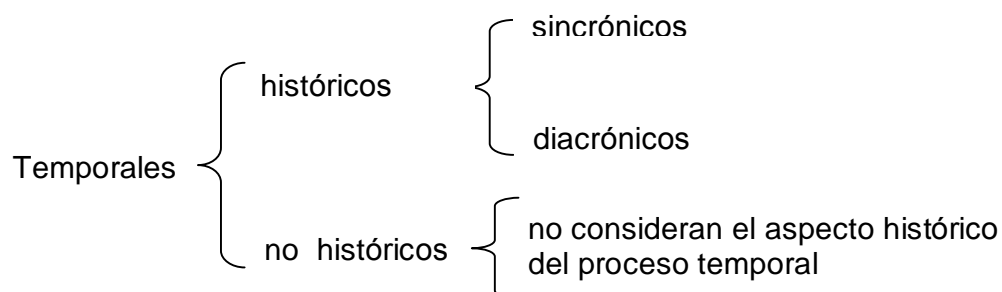 Temporales
históricos
sincrónicos
diacrónicos
no históricos
no consideran el aspecto histórico
del proceso temporal